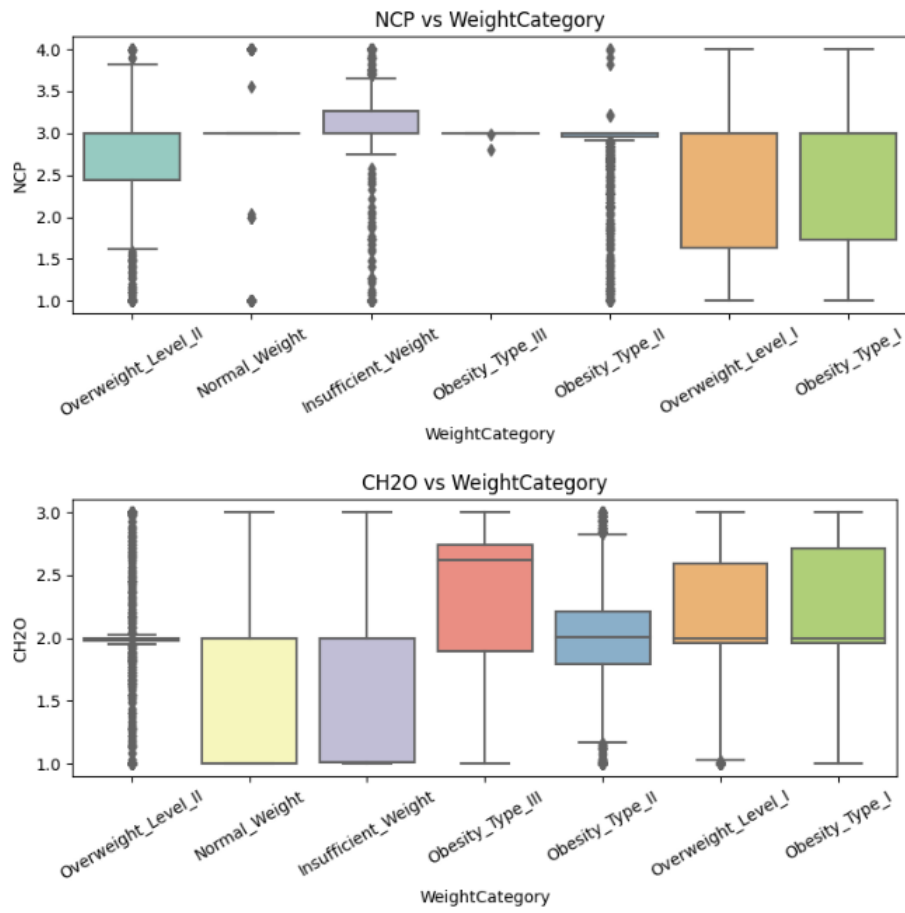 NCP vs WeightCategory
4.0
3.5
3.0
2.5
2.0
1.5
1.0
NCP
Overweight_Level_II
Normal_Weight
Insufficient_Weight
Obesity_Type_III
Obesity_Type_II
Overweight_Level_I
Obesity_Type_I
WeightCategory
CH2O vs WeightCategory
3.0
2.5
2.0
1.5
1.0
CH2O
Overweight_Level_II
Normal_Weight
Insufficient_Weight
Obesity_Type_III
Obesity_Type_II
Overweight_Level_I
Obesity_Type_I
WeightCategory